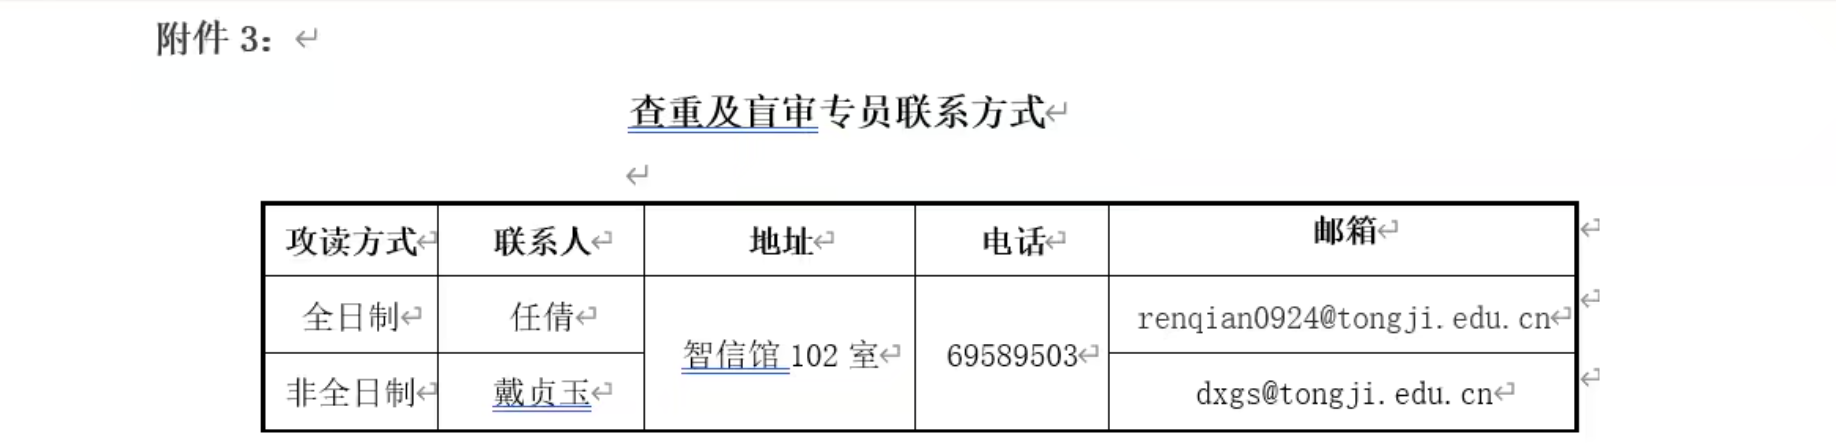 附件 3：
查重及盲审专员联系方式
攻读方式 联系人 地址 电话 邮箱
全日制 任倩 智信馆 102 室 69589503 renqian0924@tongji.edu.cn
非全日制 戴贞玉 dxgs@tongji.edu.cn